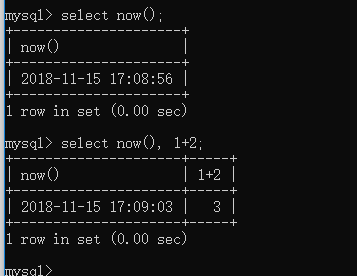 mysql> select now();
+---------------------+
| now()               |
+---------------------+
| 2018-11-15 17:08:56 |
+---------------------+
1 row in set (0.00 sec)
mysql> select now(), 1+2;
+---------------------+-----+
| now()               | 1+2 |
+---------------------+-----+
| 2018-11-15 17:09:03 |   3 |
+---------------------+-----+
1 row in set (0.00 sec)
mysql>